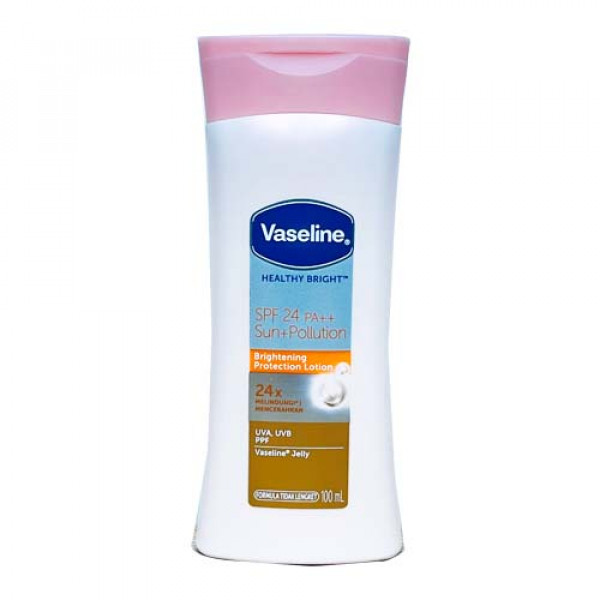 Vaseline®
HEALTHY BRIGHT™
SPF 24 PA++
Sun+Pollution
Brightening
Protection Lotion
24x
MELINDUNGI* |
MENCERAHKAN
UVA, UVB
PPF
Vaseline® Jelly
FORMULA TIDAK LENGKET 100 mL